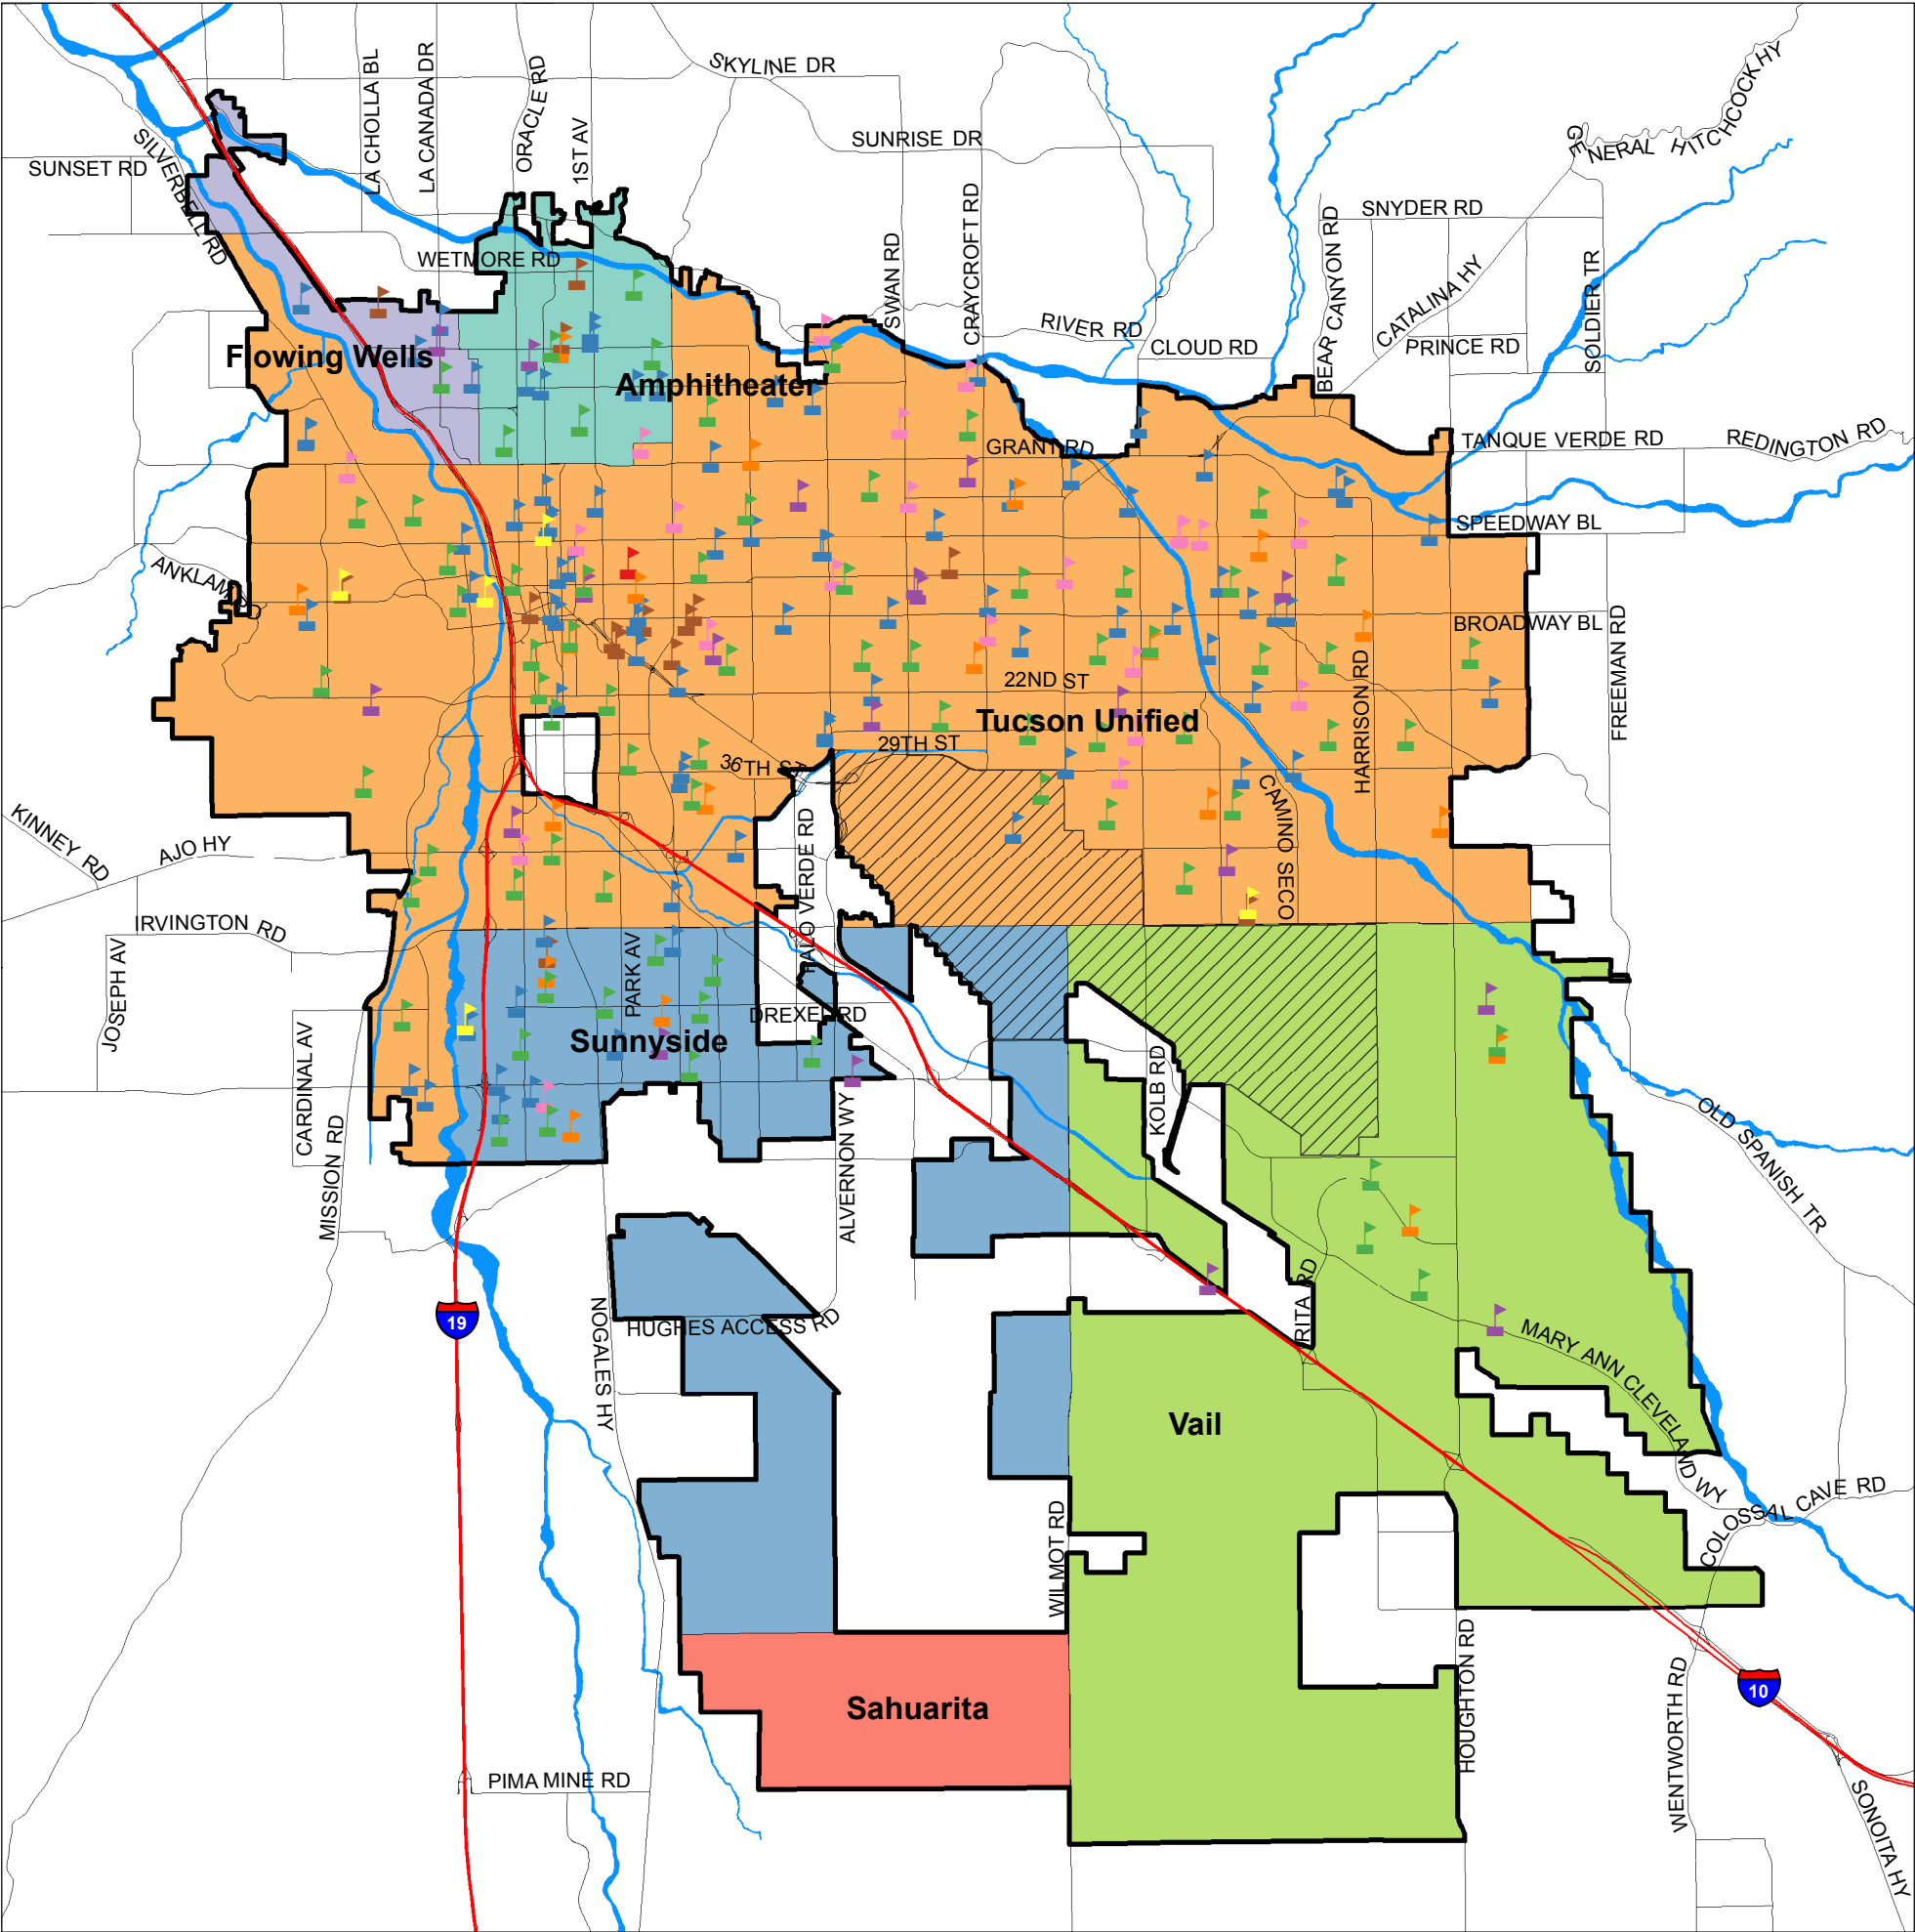 SKYLINE DR
GENERAL HITCHCOCK HY
LA CHOLLA BL
LA CANADA DR
ORACLE RD
1ST AV
SUNRISE DR
SUNSET RD
SILVERBELL RD
SNYDER RD
CRAYCROFT RD
SWAN RD
BEAR CANYON RD
CATALINA HY
SOLDIER TR
WETMORE RD
RIVER RD
CLOUD RD
PRINCE RD
Flowing Wells
Amphitheater
GRANT RD
TANQUE VERDE RD
REDINGTON RD
SPEEDWAY BL
ANKLAM RD
BROADWAY BL
FREEMAN RD
22ND ST
HARRISON RD
Tucson Unified
29TH ST
36TH ST
CAMINO SECO
KINNEY RD
AJO HY
PALO VERDE RD
IRVINGTON RD
JOSEPH AV
PARK AV
DREXEL RD
Sunnyside
CARDINAL AV
MISSION RD
KOLB RD
ALVERNON WY
OLD SPANISH TR
19
NOGALES HY
HUGHES ACCESS RD
RITA RD
MARY ANN CLEVELAND WY
Vail
COLOSSAL CAVE RD
WILMOT RD
Sahuarita
HOUGHTON RD
WENTWORTH RD
10
PIMA MINE RD
SONOITA HY